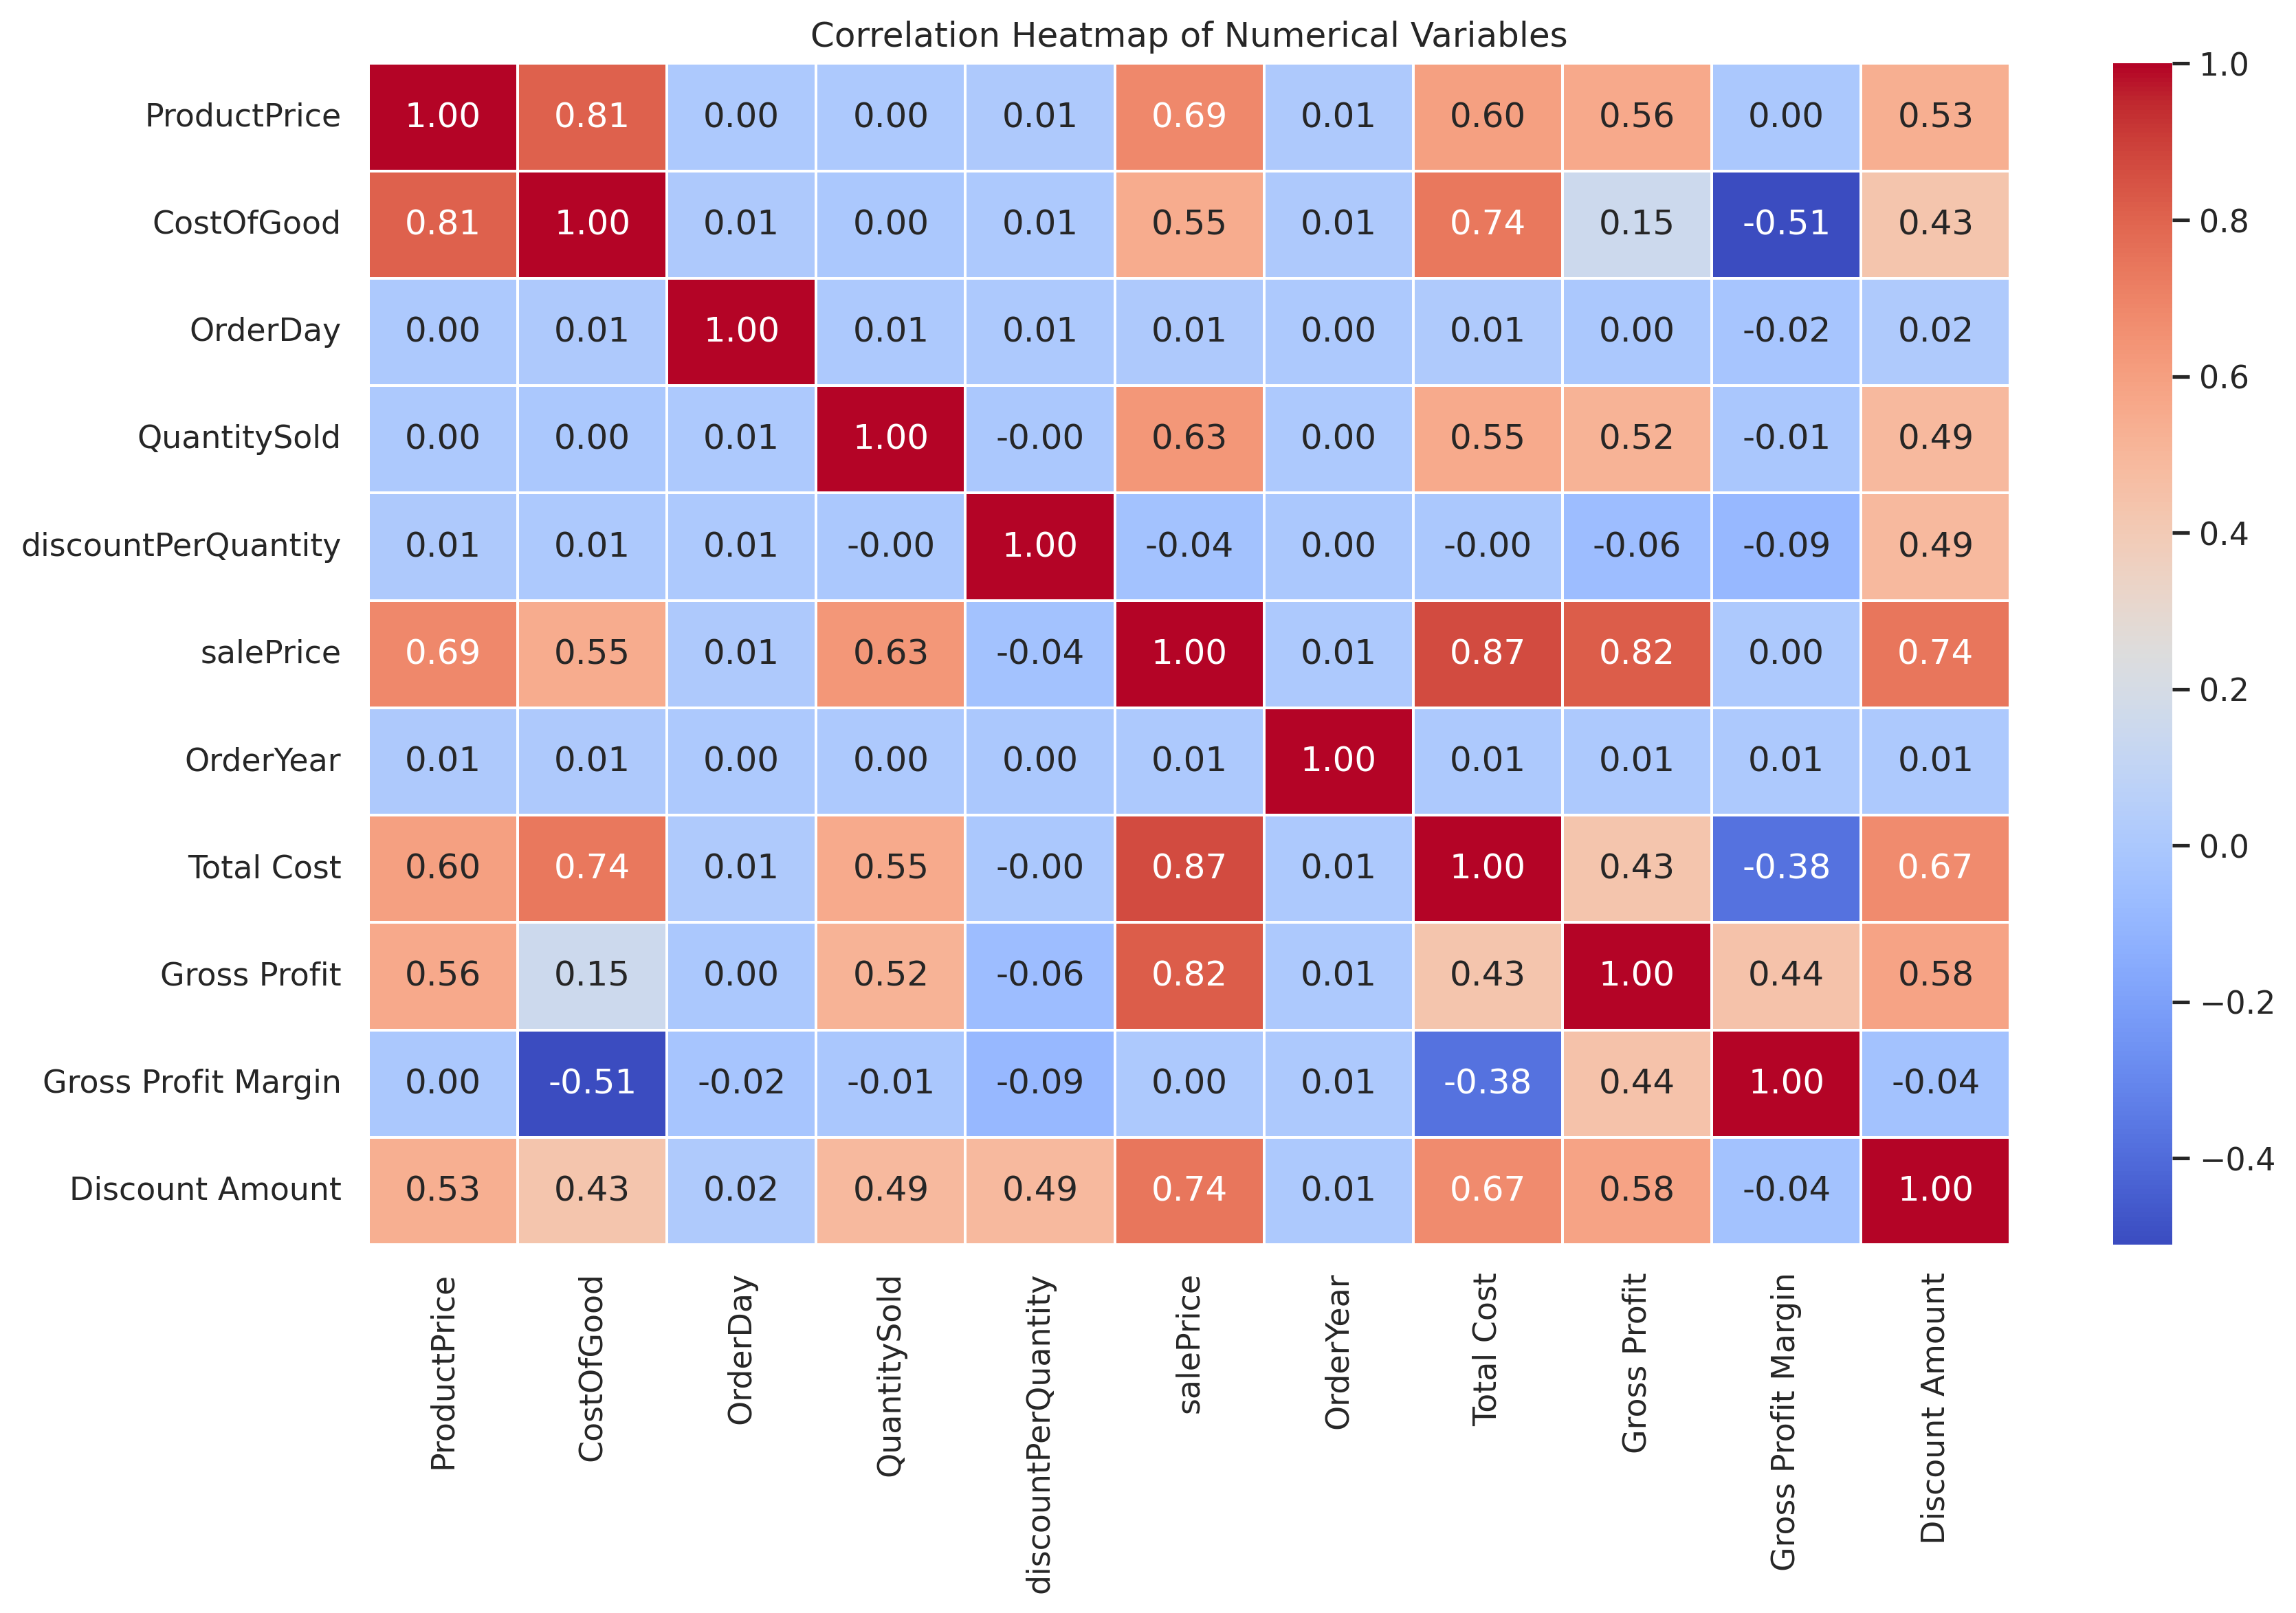 Correlation Heatmap of Numerical Variables
ProductPrice 1.00 0.81 0.00 0.00 0.01 0.69 0.01 0.60 0.56 0.00 0.53
CostOfGood 0.81 1.00 0.01 0.00 0.01 0.55 0.01 0.74 0.15 -0.51 0.43
OrderDay 0.00 0.01 1.00 0.01 0.01 0.01 0.00 0.01 0.00 -0.02 0.02
QuantitySold 0.00 0.00 0.01 1.00 -0.00 0.63 0.00 0.55 0.52 -0.01 0.49
discountPerQuantity 0.01 0.01 0.01 -0.00 1.00 -0.04 0.00 -0.00 -0.06 -0.09 0.49
salePrice 0.69 0.55 0.01 0.63 -0.04 1.00 0.01 0.87 0.82 0.00 0.74
OrderYear 0.01 0.01 0.00 0.00 0.00 0.01 1.00 0.01 0.01 0.01 0.01
Total Cost 0.60 0.74 0.01 0.55 -0.00 0.87 0.01 1.00 0.43 -0.38 0.67
Gross Profit 0.56 0.15 0.00 0.52 -0.06 0.82 0.01 0.43 1.00 0.44 0.58
Gross Profit Margin 0.00 -0.51 -0.02 -0.01 -0.09 0.00 0.01 -0.38 0.44 1.00 -0.04
Discount Amount 0.53 0.43 0.02 0.49 0.49 0.74 0.01 0.67 0.58 -0.04 1.00
ProductPrice
CostOfGood
OrderDay
QuantitySold
discountPerQuantity
salePrice
OrderYear
Total Cost
Gross Profit
Gross Profit Margin
Discount Amount
1.0
0.8
0.6
0.4
0.2
0.0
−0.2
−0.4